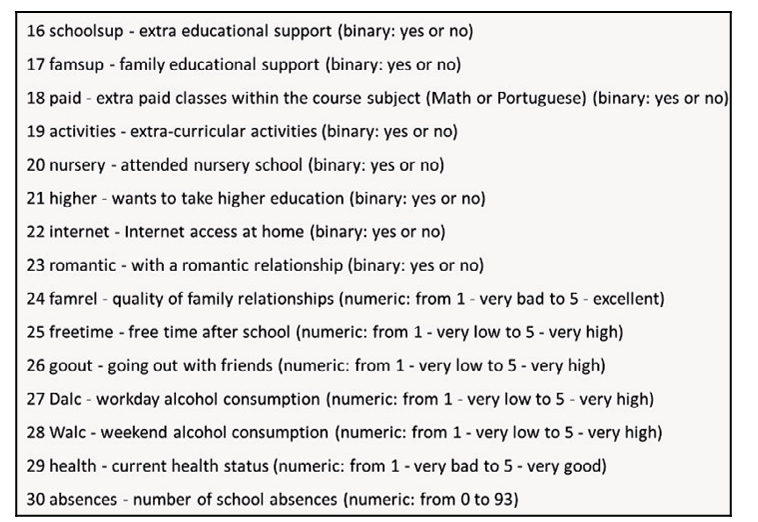 16 schoolsup - extra educational support (binary: yes or no)
17 famsup - family educational support (binary: yes or no)
18 paid - extra paid classes within the course subject (Math or Portuguese) (binary: yes or no)
19 activities - extra-curricular activities (binary: yes or no)
20 nursery - attended nursery school (binary: yes or no)
21 higher - wants to take higher education (binary: yes or no)
22 internet - Internet access at home (binary: yes or no)
23 romantic - with a romantic relationship (binary: yes or no)
24 famrel - quality of family relationships (numeric: from 1 - very bad to 5 - excellent)
25 freetime - free time after school (numeric: from 1 - very low to 5 - very high)
26 goout - going out with friends (numeric: from 1 - very low to 5 - very high)
27 Dalc - workday alcohol consumption (numeric: from 1 - very low to 5 - very high)
28 Walc - weekend alcohol consumption (numeric: from 1 - very low to 5 - very high)
29 health - current health status (numeric: from 1 - very bad to 5 - very good)
30 absences - number of school absences (numeric: from 0 to 93)